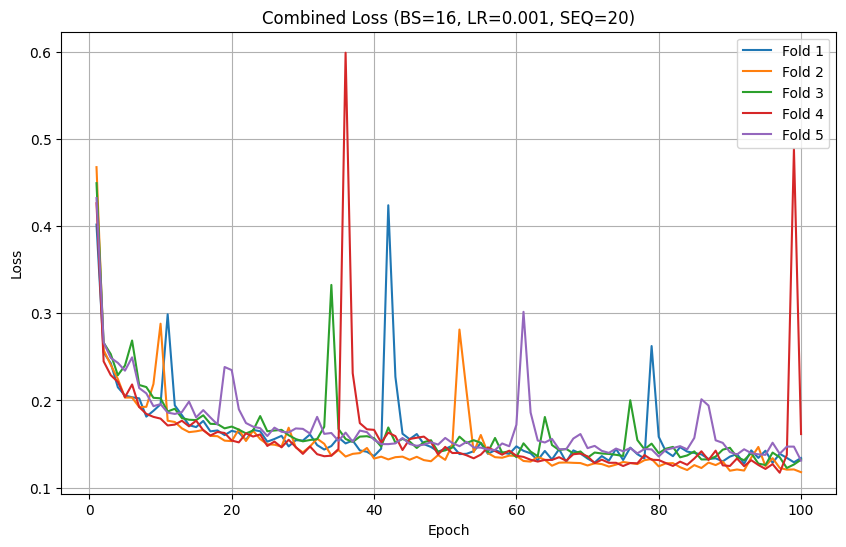 Combined Loss (BS=16, LR=0.001, SEQ=20)
Fold 1
Fold 2
Fold 3
Fold 4
Fold 5
Loss
0.6
0.5
0.4
0.3
0.2
0.1
0 20 40 60 80 100
Epoch